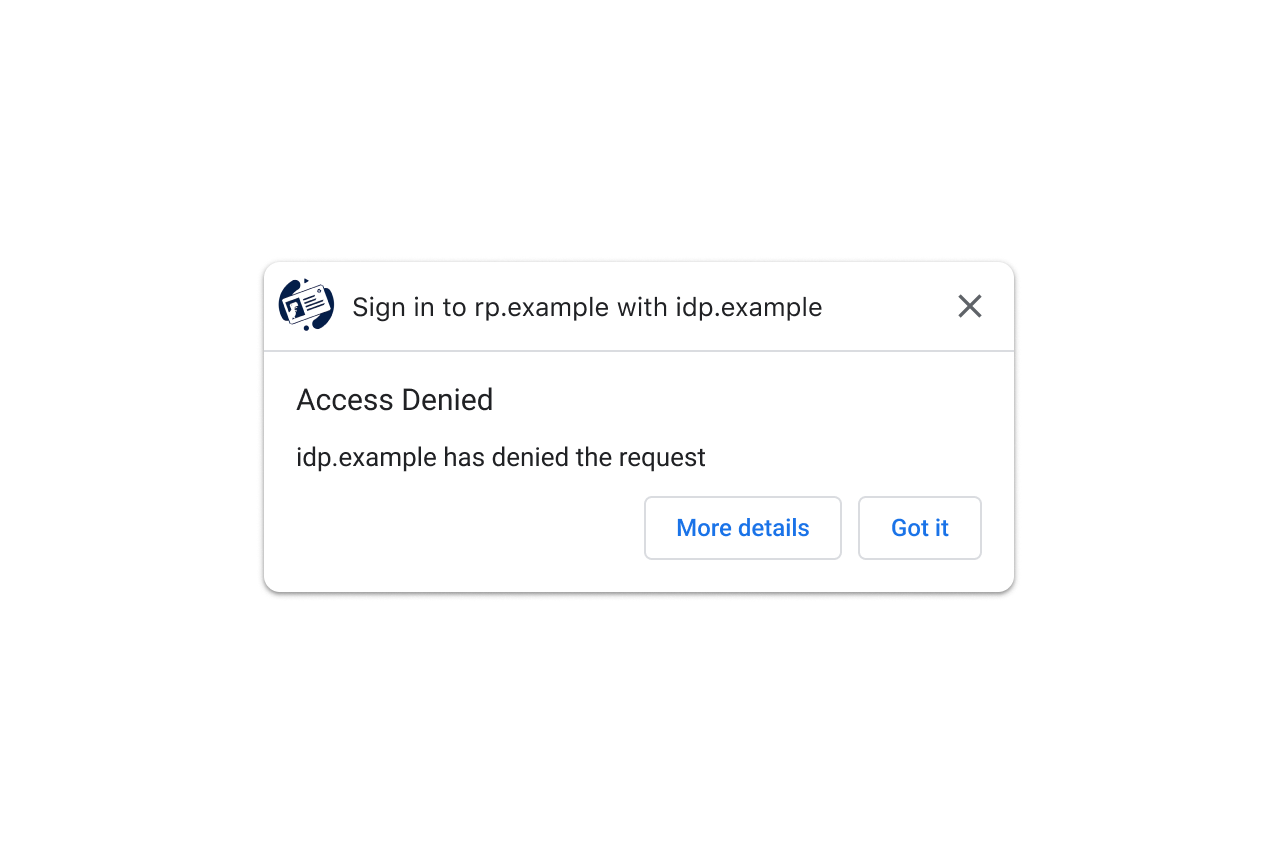 Sign in to rp.example with idp.example
Access Denied
idp.example has denied the request
More details
Got it